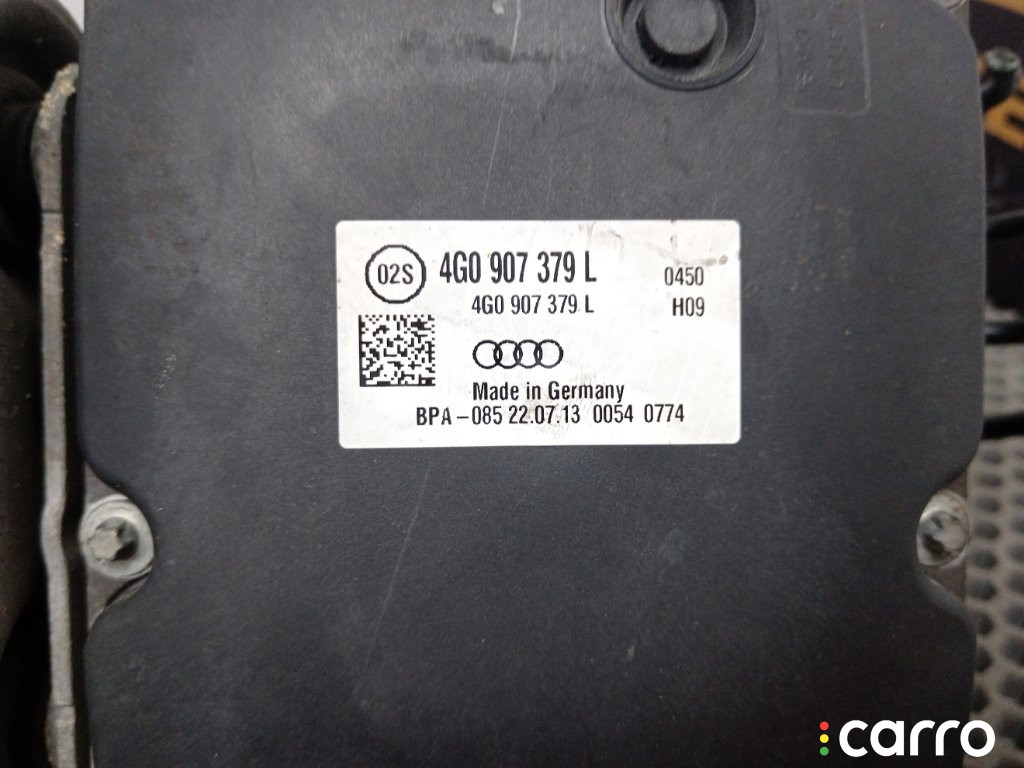 02S
4G0 907 379 L
0450
4G0 907 379 L
H09
Made in Germany
BPA-085 22.07.13 0054 0774
carro